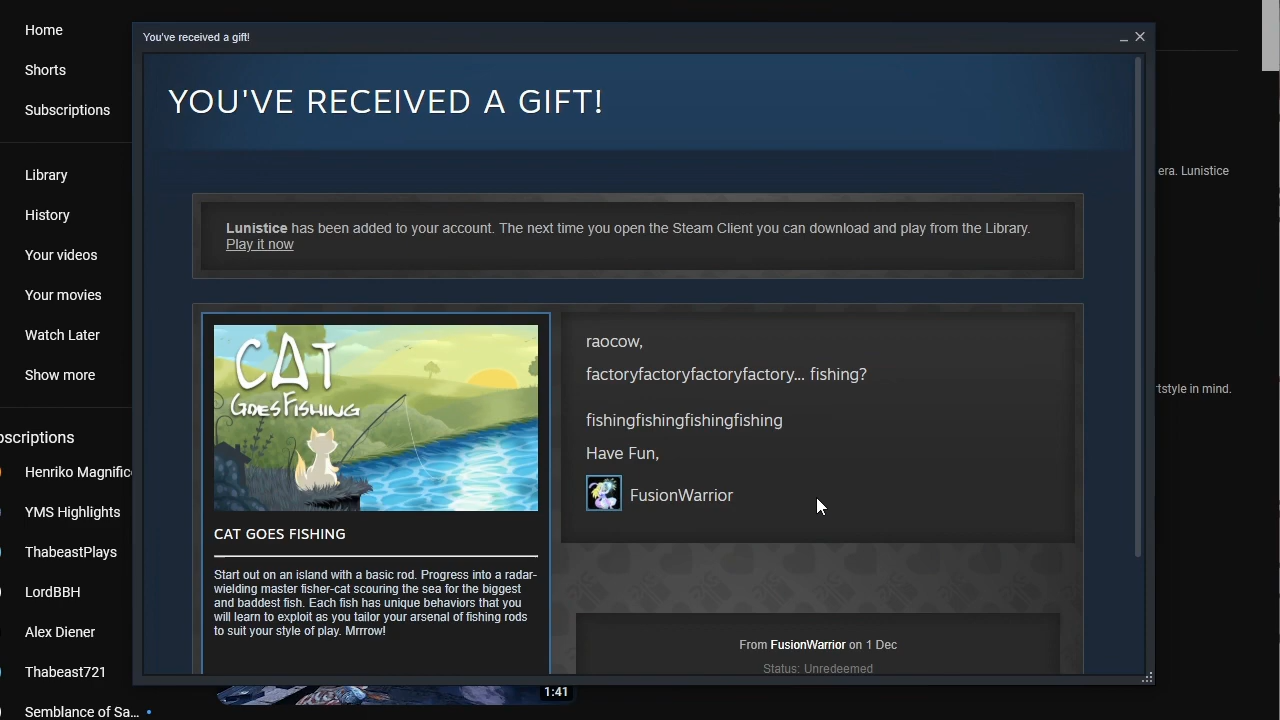 Home
Shorts
Subscriptions
Library
History
Your videos
Your movies
Watch Later
Show more
oscriptions
Henriko Magnific
YMS Highlights
ThabeastPlays
LordBBH
Alex Diener
Thabeast721
Semblance of Sa...
You've received a gift!
YOU'VE RECEIVED A GIFT!
Lunistice has been added to your account. The next time you open the Steam Client you can download and play from the Library.
Play it now
CAT
GOES FISHING
CAT GOES FISHING
Start out on an island with a basic rod. Progress into a radar-
wielding master fisher-cat scouring the sea for the biggest
and baddest fish. Each fish has unique behaviors that you
will learn to exploit as you tailor your arsenal of fishing rods
to suit your style of play. Mrrrow!
raocow,
factoryfactoryfactoryfactory... fishing?
fishingfishingfishingfishing
Have Fun,
FusionWarrior
From FusionWarrior on 1 Dec
Status: Unredeemed
era. Lunistice
rtstyle in mind.
1:41